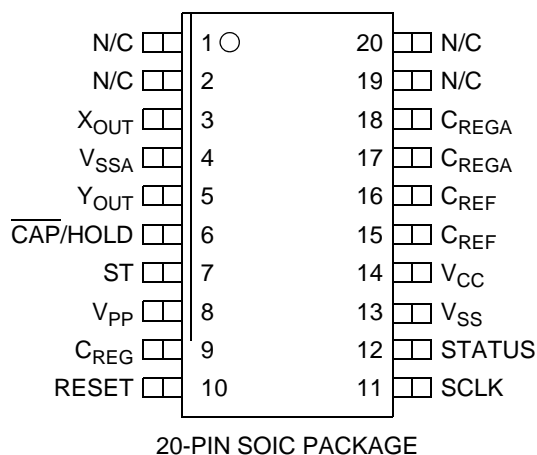 N/C 1 20 N/C
N/C 2 19 N/C
XOUT 3 18 CREGA
VSSA 4 17 CREGA
YOUT 5 16 CREF
CAP/HOLD 6 15 CREF
ST 7 14 VCC
VPP 8 13 VSS
CREG 9 12 STATUS
RESET 10 11 SCLK
20-PIN SOIC PACKAGE